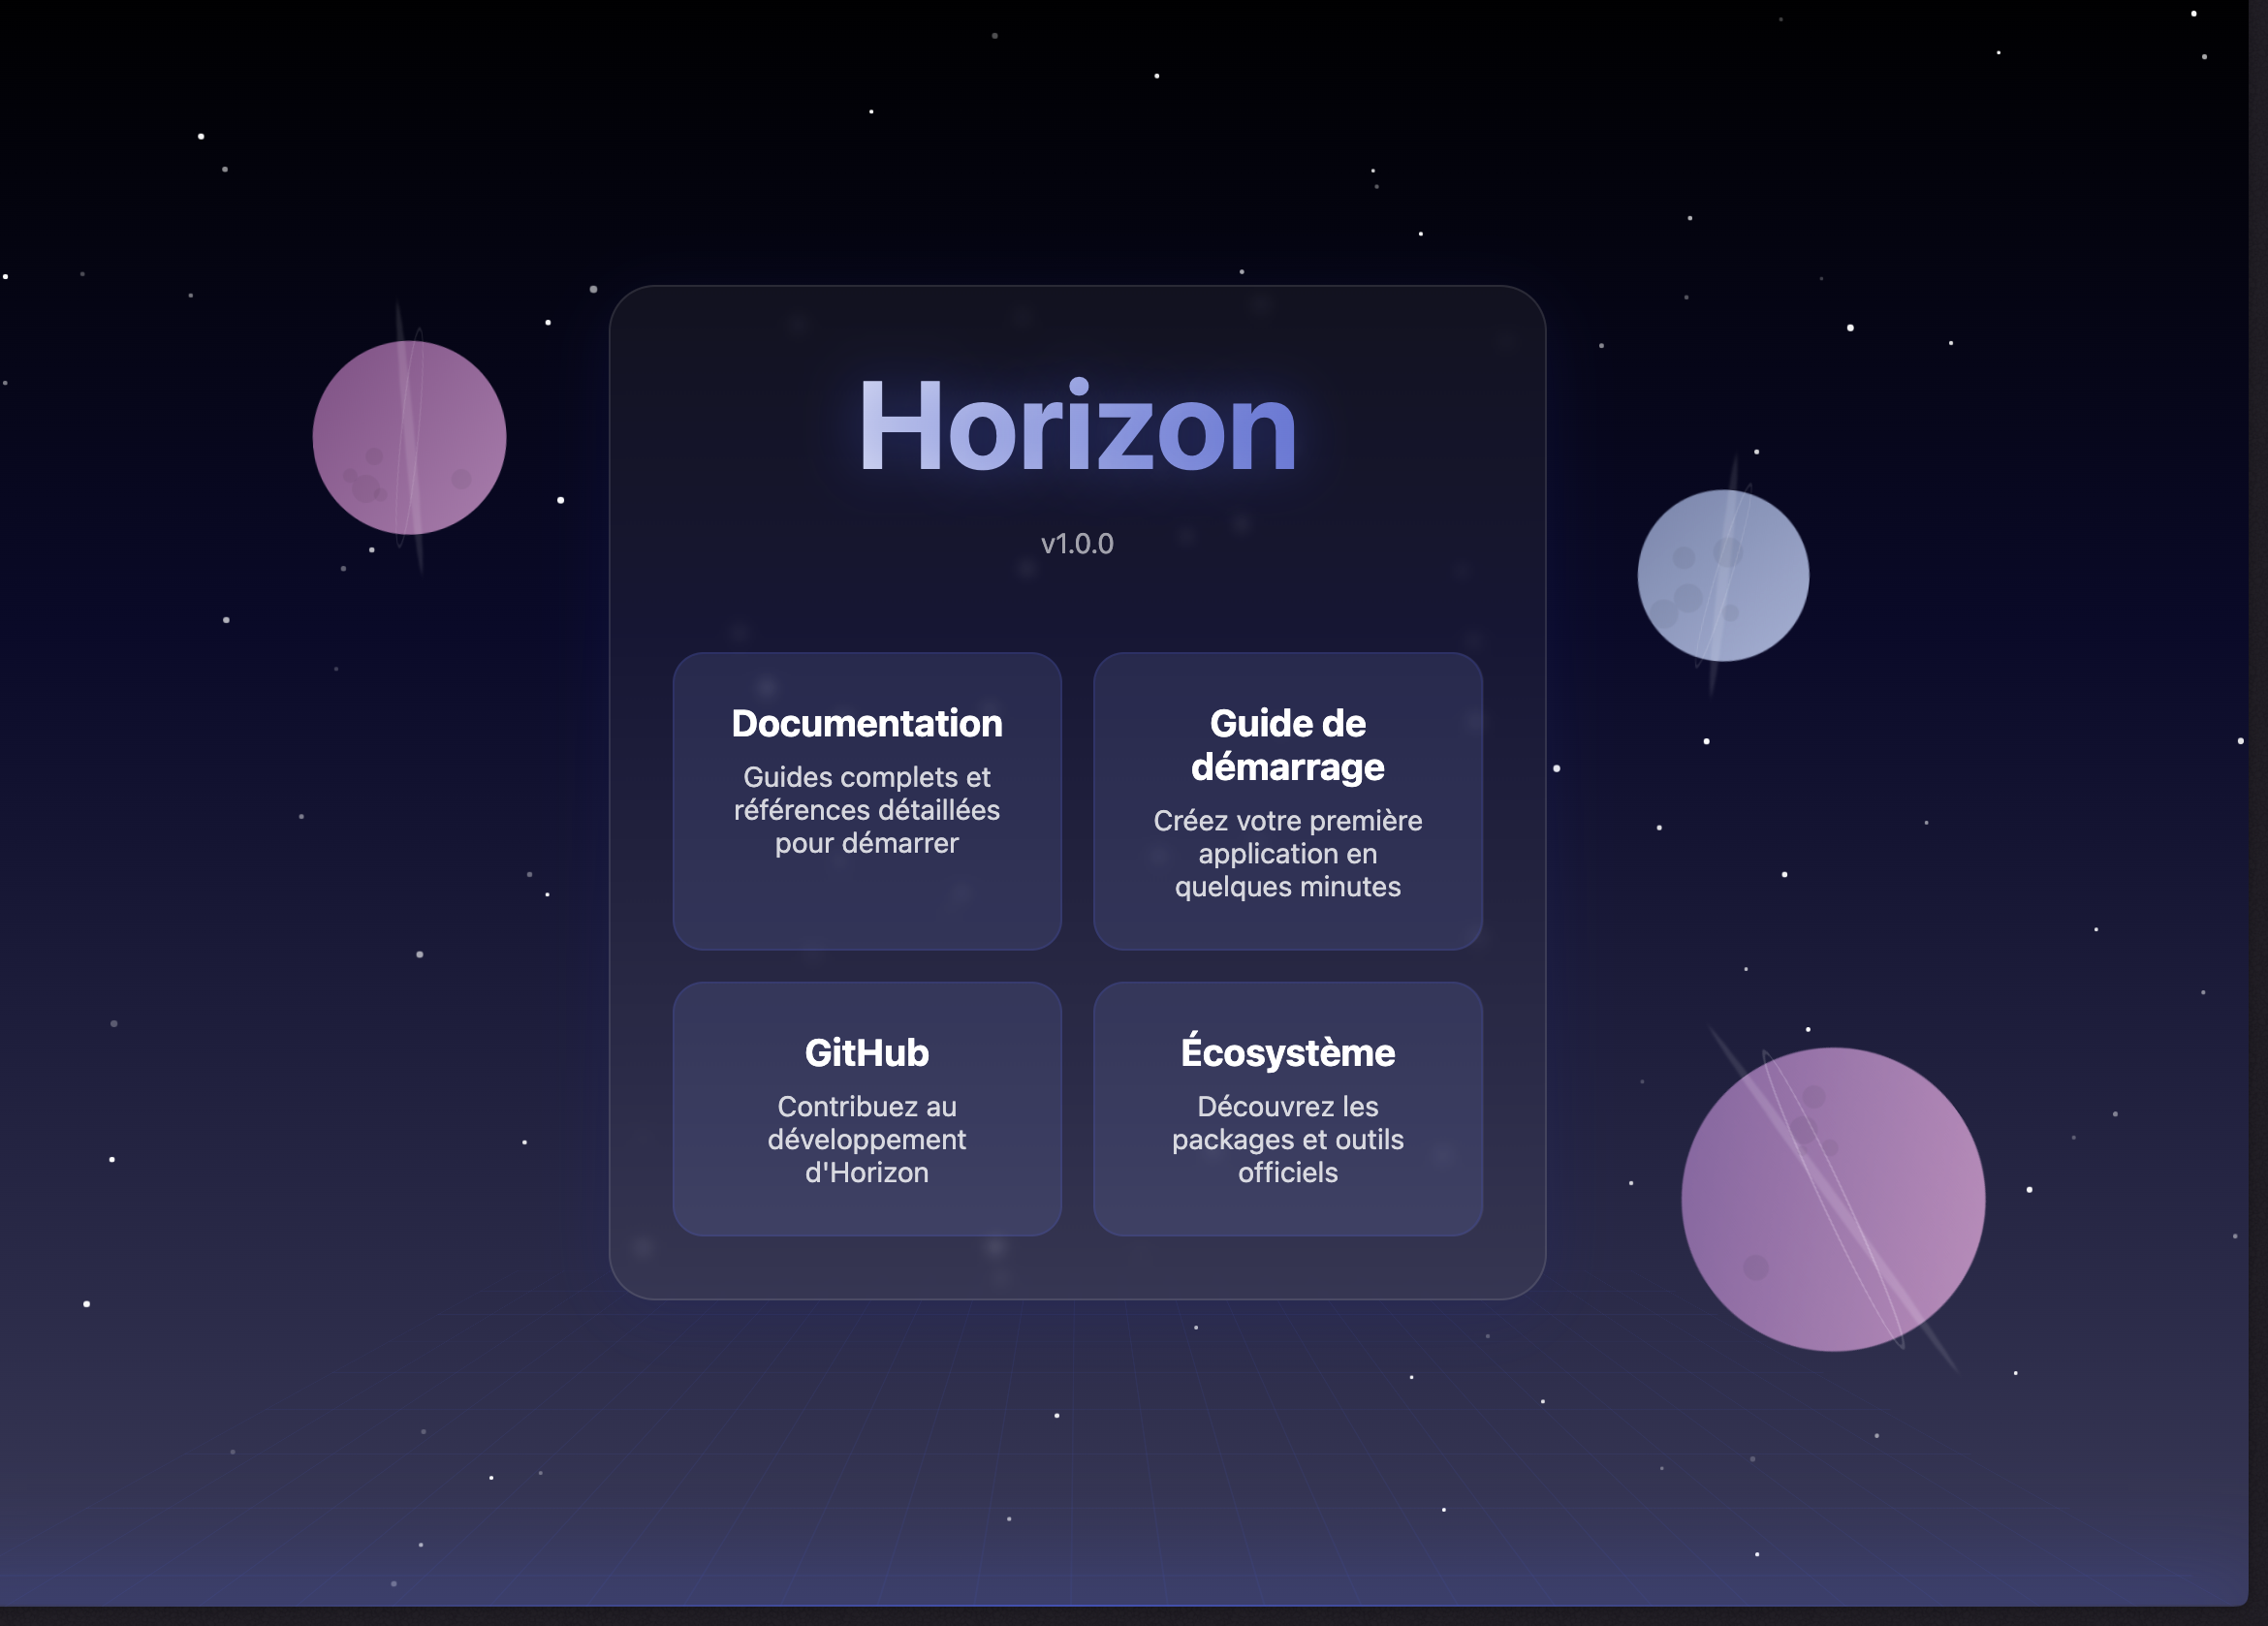 Horizon
v1.0.0
Documentation
Guides complets et
références détaillées
pour démarrer
Guide de
démarrage
Créez votre première
application en
quelques minutes
GitHub
Contribuez au
développement
d'Horizon
Écosystème
Découvrez les
packages et outils
officiels